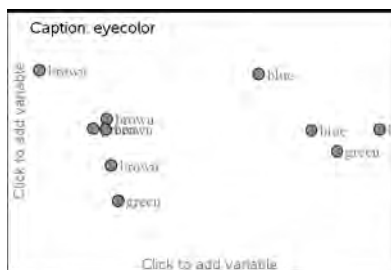 Caption: eyecolor
brown
blue
brown
brown
blue
green
brown
green
Click to add variable
Click to add variable